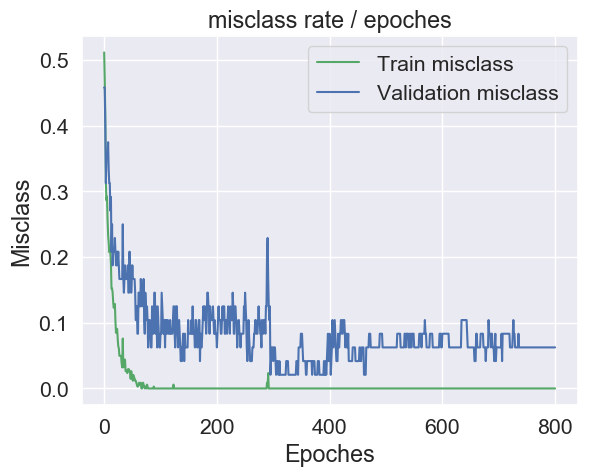 misclass rate / epoches
Train misclass
Validation misclass
Misclass
0.5
0.4
0.3
0.2
0.1
0.0
0 200 400 600 800
Epoches